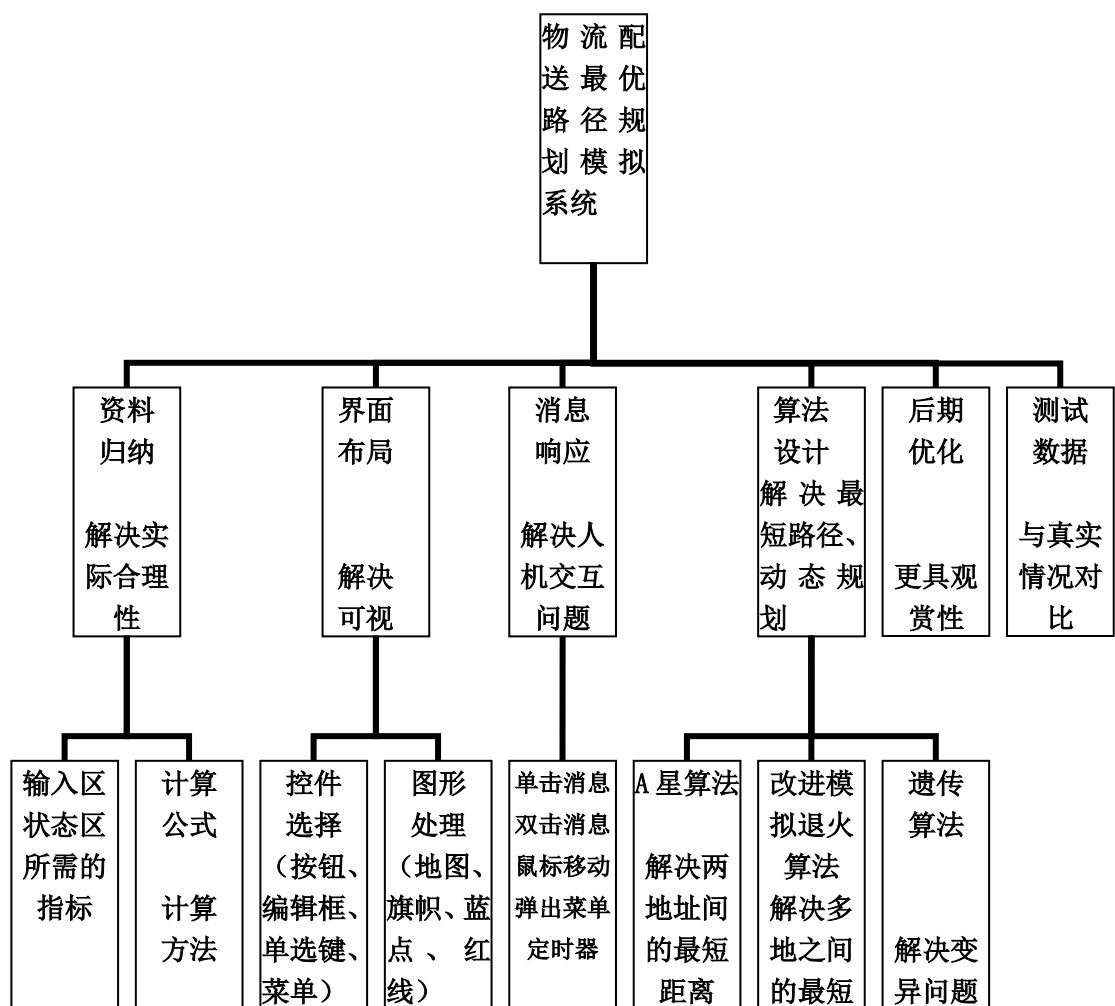 物流配
送最优
路径规
划模拟
系统
资料
归纳
解决实
际合理
性
界面
布局
解决
可视
消息
响应
解决人
机交互
问题
算法
设计
解决最
短路径、
动态规
划
后期
优化
更具观
赏性
测试
数据
与真实
情况对
比
输入区
状态区
所需的
指标
计算
公式
计算
方法
控件
选择
（按钮、
编辑框、
单选键、
菜单）
图形
处理
（地图、
旗帜、蓝
点、红
线）
单击消息
双击消息
鼠标移动
弹出菜单
定时器
A星算法
解决两
地址间
的最短
距离
改进模
拟退火
算法
解决多
地之间
的最短
遗传
算法
解决变
异问题